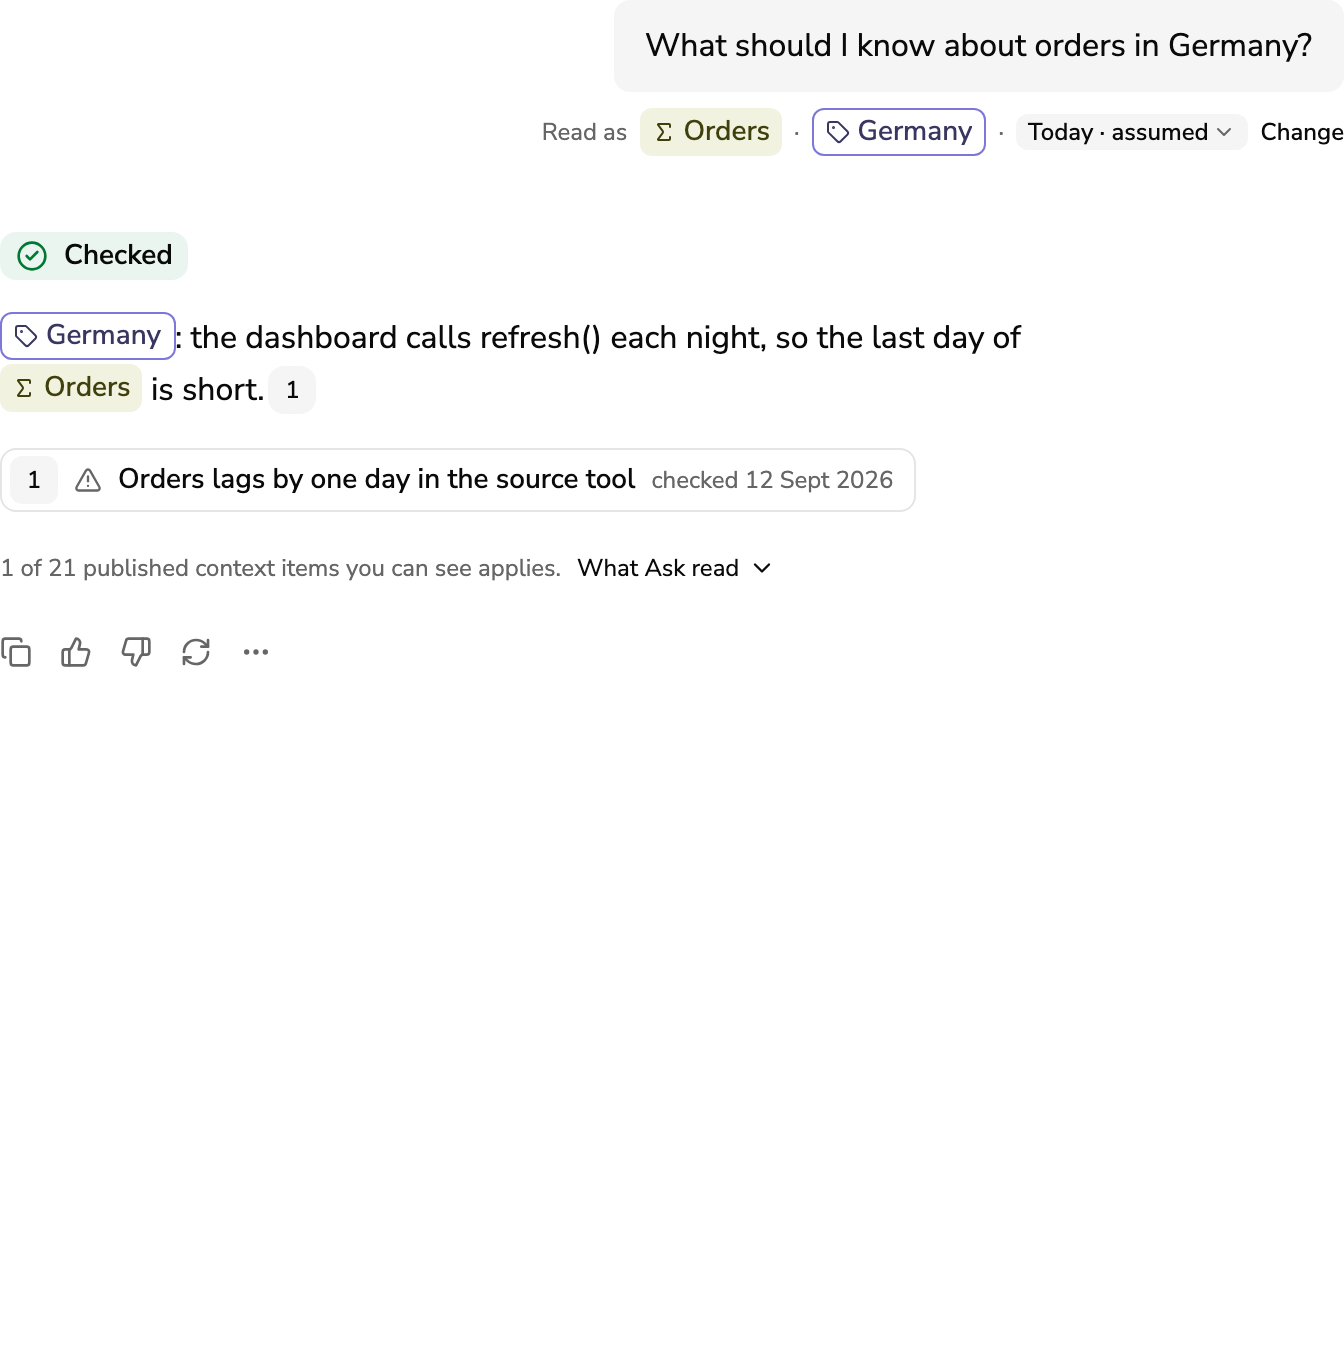 What should I know about orders in Germany?
Read as Σ Orders · Germany · Today · assumed Change
Checked
Germany: the dashboard calls refresh() each night, so the last day of
Σ Orders is short. 1
1 Orders lags by one day in the source tool checked 12 Sept 2026
1 of 21 published context items you can see applies. What Ask read